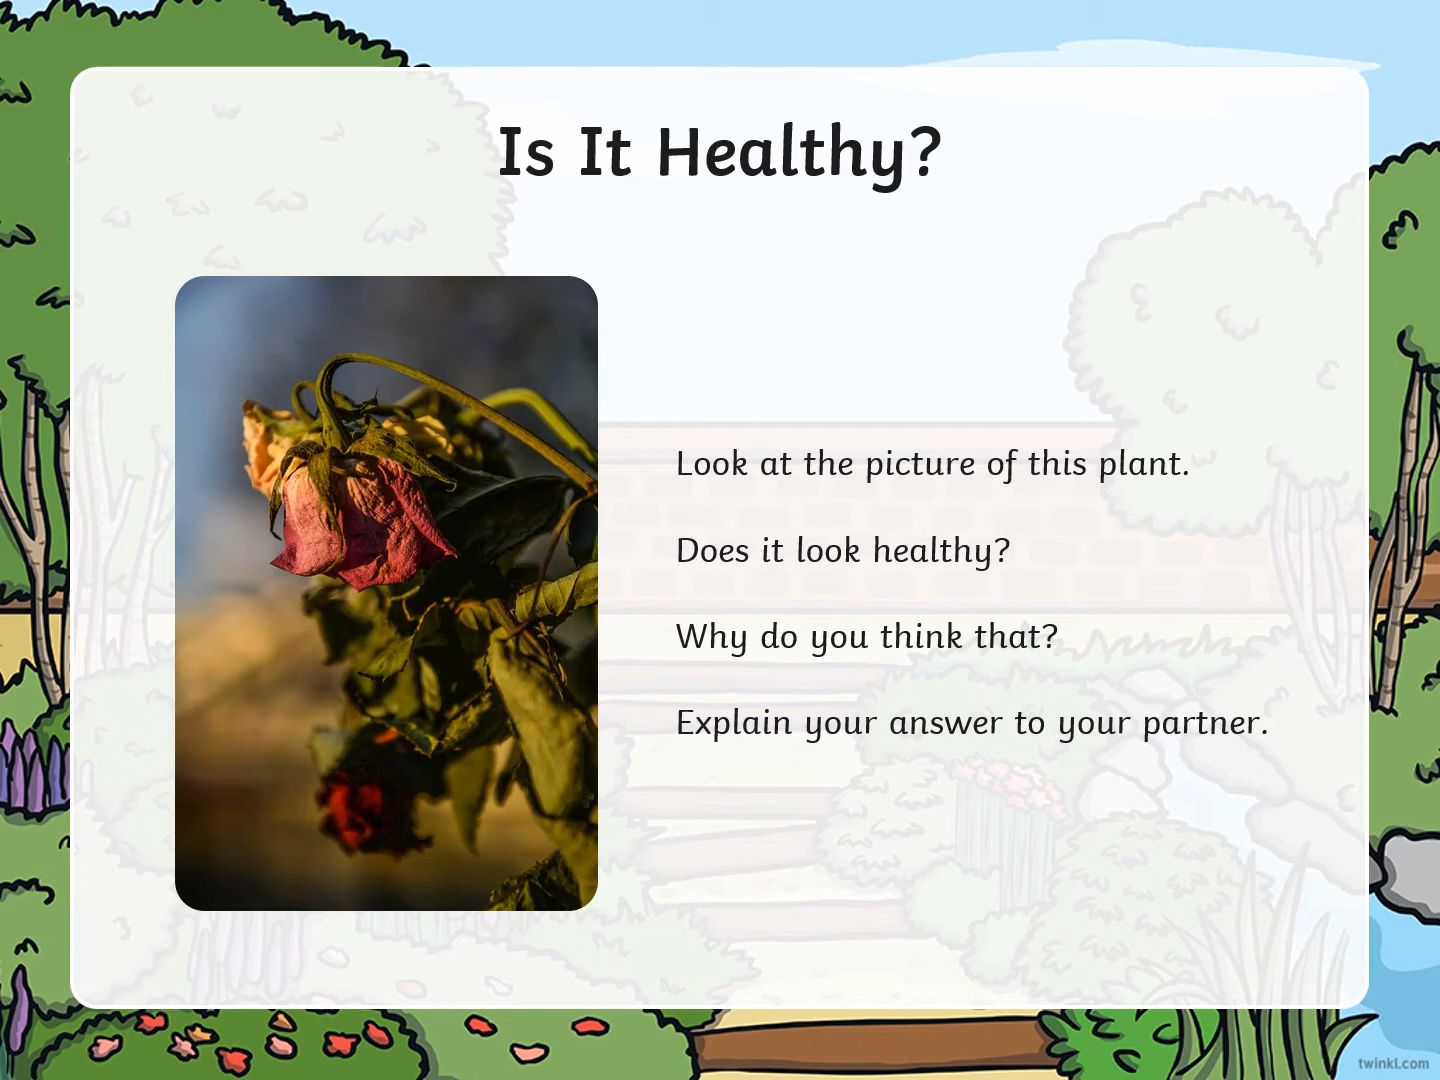 Is It Healthy?
Look at the picture of this plant.
Does it look healthy?
Why do you think that?
Explain your answer to your partner.
twinkl.com